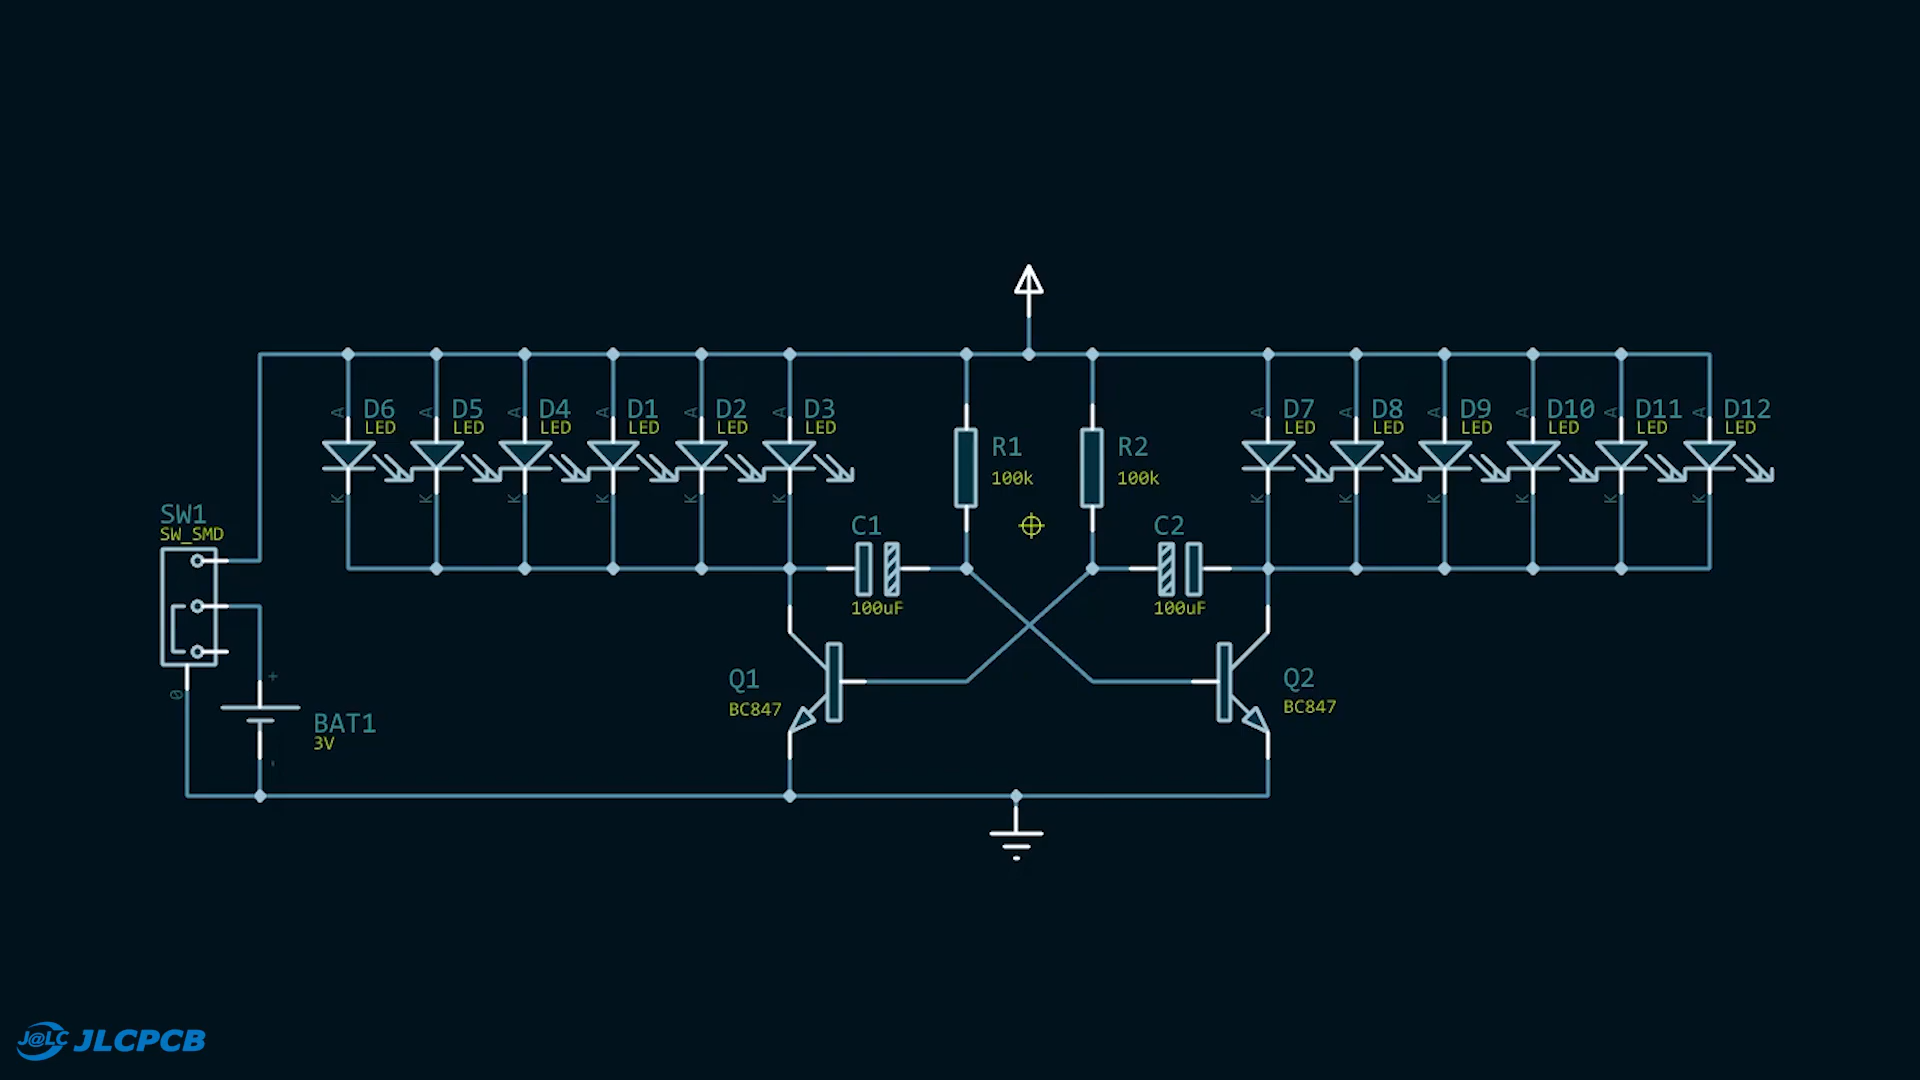 A D6
LED
K
A D5
LED
K
A D4
LED
K
A D1
LED
K
A D2
LED
K
A D3
LED
K
R1
100k
R2
100k
A D7
LED
K
A D8
LED
K
A D9
LED
K
A D10
LED
K
A D11
LED
K
A D12
LED
K
SW1
SW_SMD
0
C1
100uF
C2
100uF
+
BAT1
3V
-
Q1
BC847
Q2
BC847
J@LC JLCPCB